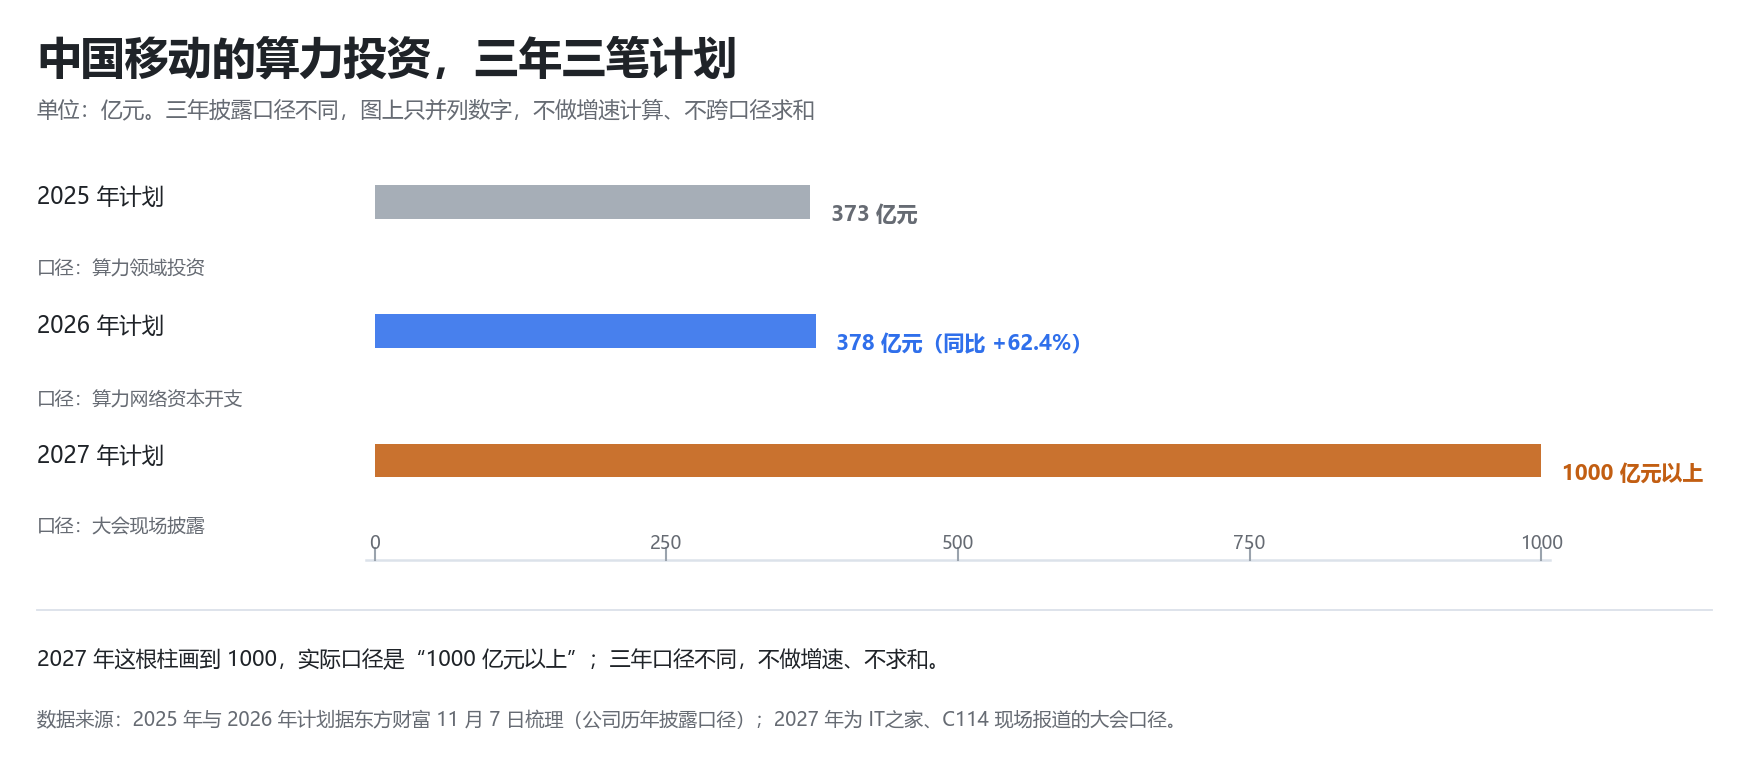 中国移动的算力投资，三年三笔计划
单位：亿元。三年披露口径不同，图上只并列数字，不做增速计算、不跨口径求和
2025 年计划
373 亿元
口径：算力领域投资
2026 年计划
378 亿元（同比 +62.4%）
口径：算力网络资本开支
2027 年计划
1000 亿元以上
口径：大会现场披露
0 250 500 750 1000
2027 年这根柱画到 1000，实际口径是“1000 亿元以上”；三年口径不同，不做增速、不求和。
数据来源：2025 年与 2026 年计划据东方财富 11 月 7 日梳理（公司历年披露口径）；2027 年为 IT之家、C114 现场报道的大会口径。